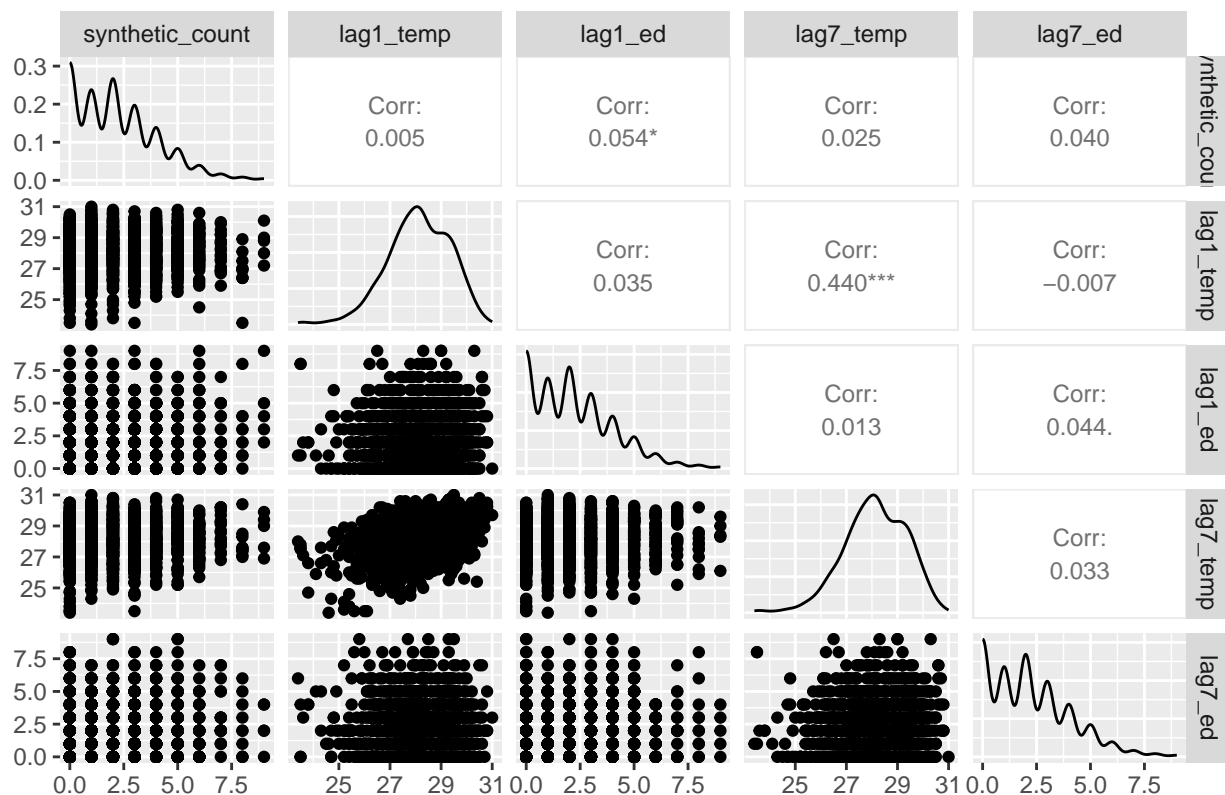 synthetic_count lag1_temp lag1_ed lag7_temp lag7_ed
0.3
0.2
0.1
0.0
Corr:
0.005
Corr:
0.054*
Corr:
0.025
Corr:
0.040
ynthetic_cou
31
29
27
25
Corr:
0.035
Corr:
0.440***
Corr:
−0.007
lag1_temp
7.5
5.0
2.5
0.0
Corr:
0.013
Corr:
0.044.
lag1_ed
31
29
27
25
Corr:
0.033
lag7_temp
7.5
5.0
2.5
0.0
lag7_ed
0.0 2.5 5.0 7.5 25 27 29 31 0.0 2.5 5.0 7.5 25 27 29 31 0.0 2.5 5.0 7.5